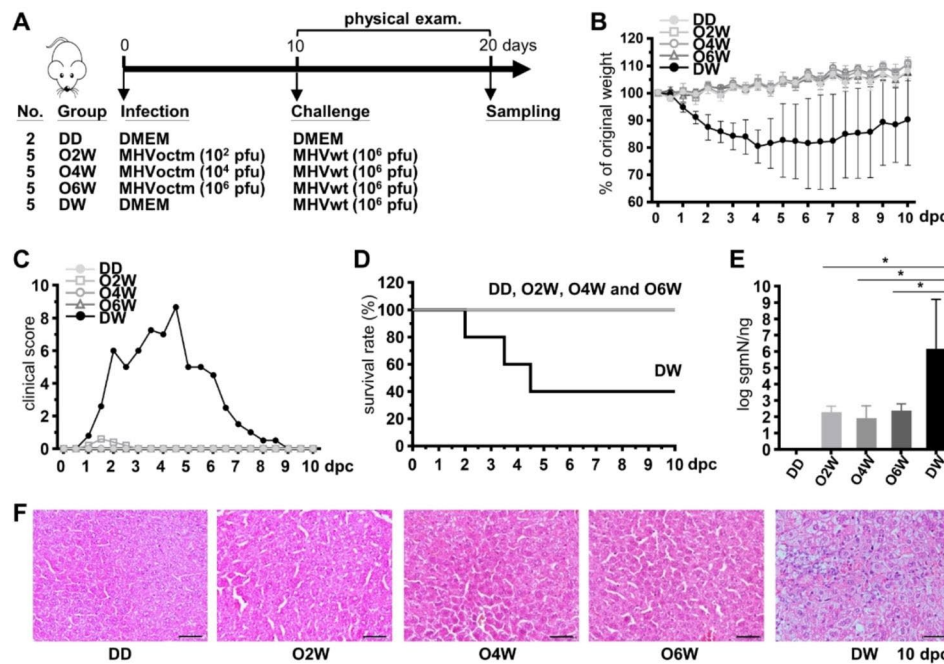 A
physical exam.
0 10 20 days
No. Group Infection Challenge Sampling
2 DD DMEM DMEM
5 O2W MHVoctm (10² pfu) MHVwt (10⁶ pfu)
5 O4W MHVoctm (10⁴ pfu) MHVwt (10⁶ pfu)
5 O6W MHVoctm (10⁶ pfu) MHVwt (10⁶ pfu)
5 DW DMEM MHVwt (10⁶ pfu)
B
DD
O2W
O4W
O6W
DW
% of original weight
120
110
100
90
80
70
60
0 1 2 3 4 5 6 7 8 9 10 dpc
C
DD
O2W
O4W
O6W
DW
clinical score
10
8
6
4
2
0
0 1 2 3 4 5 6 7 8 9 10 dpc
D
DD, O2W, O4W and O6W
DW
survival rate (%)
120
100
80
60
40
20
0
0 1 2 3 4 5 6 7 8 9 10 dpc
E
*
*
*
log sgmN/ng
10
9
8
7
6
5
4
3
2
1
0
DD O2W O4W O6W DW
F
DD O2W O4W O6W DW 10 dpc